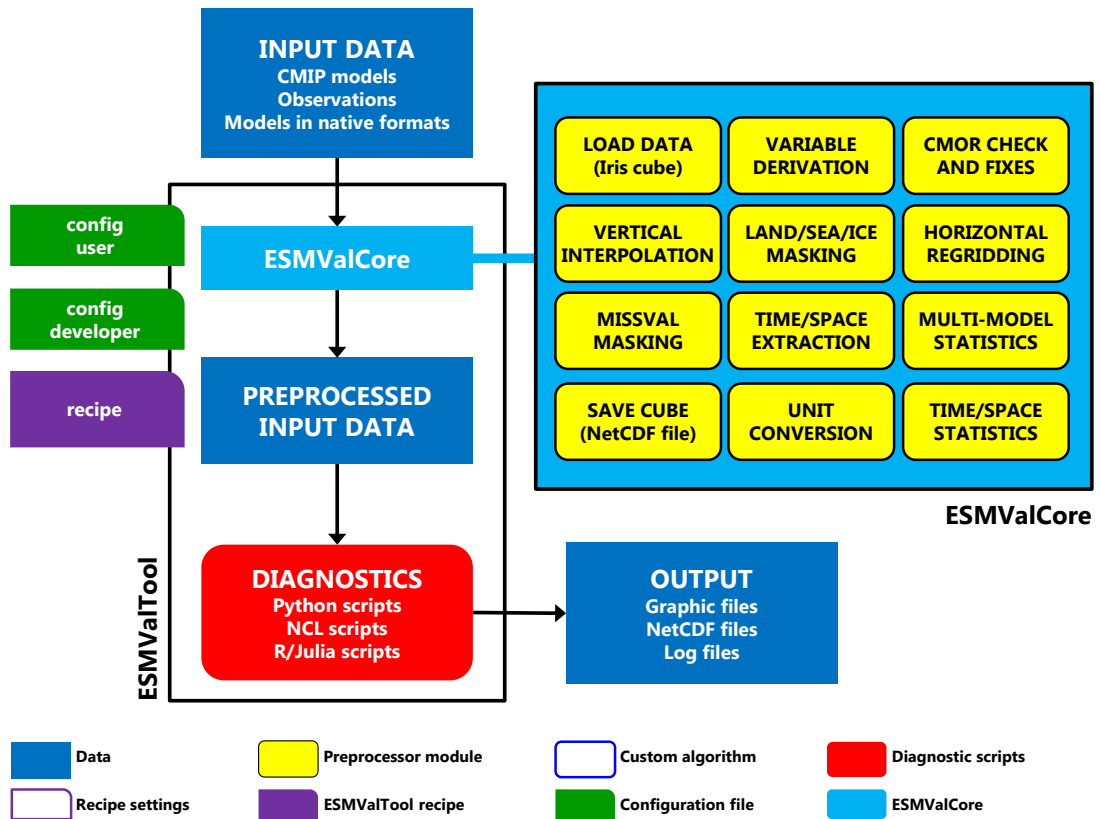 INPUT DATA
CMIP models
Observations
Models in native formats
config
user
config
developer
recipe
ESMValCore
PREPROCESSED
INPUT DATA
DIAGNOSTICS
Python scripts
NCL scripts
R/Julia scripts
ESMValTool
OUTPUT
Graphic files
NetCDF files
Log files
LOAD DATA
(Iris cube)
VARIABLE
DERIVATION
CMOR CHECK
AND FIXES
VERTICAL
INTERPOLATION
LAND/SEA/ICE
MASKING
HORIZONTAL
REGRIDDING
MISSVAL
MASKING
TIME/SPACE
EXTRACTION
MULTI-MODEL
STATISTICS
SAVE CUBE
(NetCDF file)
UNIT
CONVERSION
TIME/SPACE
STATISTICS
ESMValCore
Data
Preprocessor module
Custom algorithm
Diagnostic scripts
Recipe settings
ESMValTool recipe
Configuration file
ESMValCore